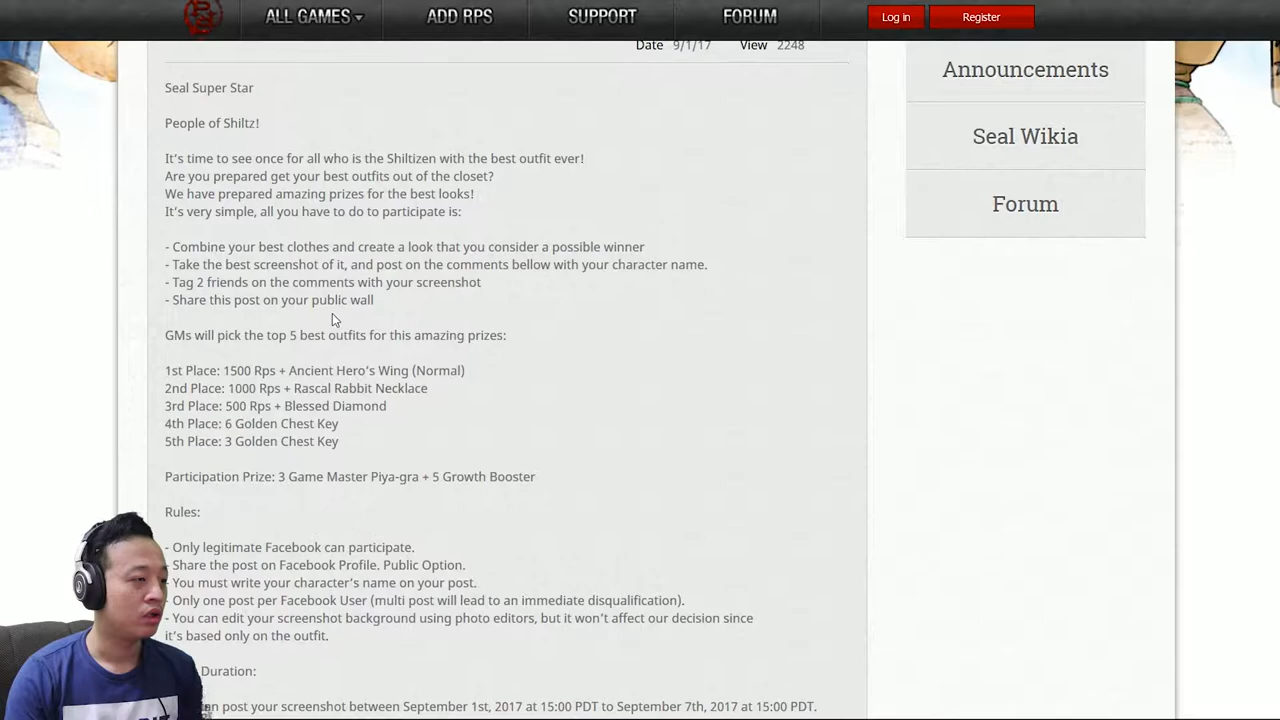 ALL GAMES
ADD RPS
SUPPORT
FORUM
Log in
Register
Date 9/1/17 View 2248
Announcements
Seal Wikia
Forum
Seal Super Star
People of Shiltz!
It's time to see once for all who is the Shiltizen with the best outfit ever!
Are you prepared get your best outfits out of the closet?
We have prepared amazing prizes for the best looks!
It's very simple, all you have to do to participate is:
- Combine your best clothes and create a look that you consider a possible winner
- Take the best screenshot of it, and post on the comments bellow with your character name.
- Tag 2 friends on the comments with your screenshot
- Share this post on your public wall
GMs will pick the top 5 best outfits for this amazing prizes:
1st Place: 1500 Rps + Ancient Hero's Wing (Normal)
2nd Place: 1000 Rps + Rascal Rabbit Necklace
3rd Place: 500 Rps + Blessed Diamond
4th Place: 6 Golden Chest Key
5th Place: 3 Golden Chest Key
Participation Prize: 3 Game Master Piya-gra + 5 Growth Booster
Rules:
- Only legitimate Facebook can participate.
- Share the post on Facebook Profile. Public Option.
- You must write your character's name on your post.
- Only one post per Facebook User (multi post will lead to an immediate disqualification).
- You can edit your screenshot background using photo editors, but it won't affect our decision since
it's based only on the outfit.
Duration:
post your screenshot between September 1st, 2017 at 15:00 PDT to September 7th, 2017 at 15:00 PDT.